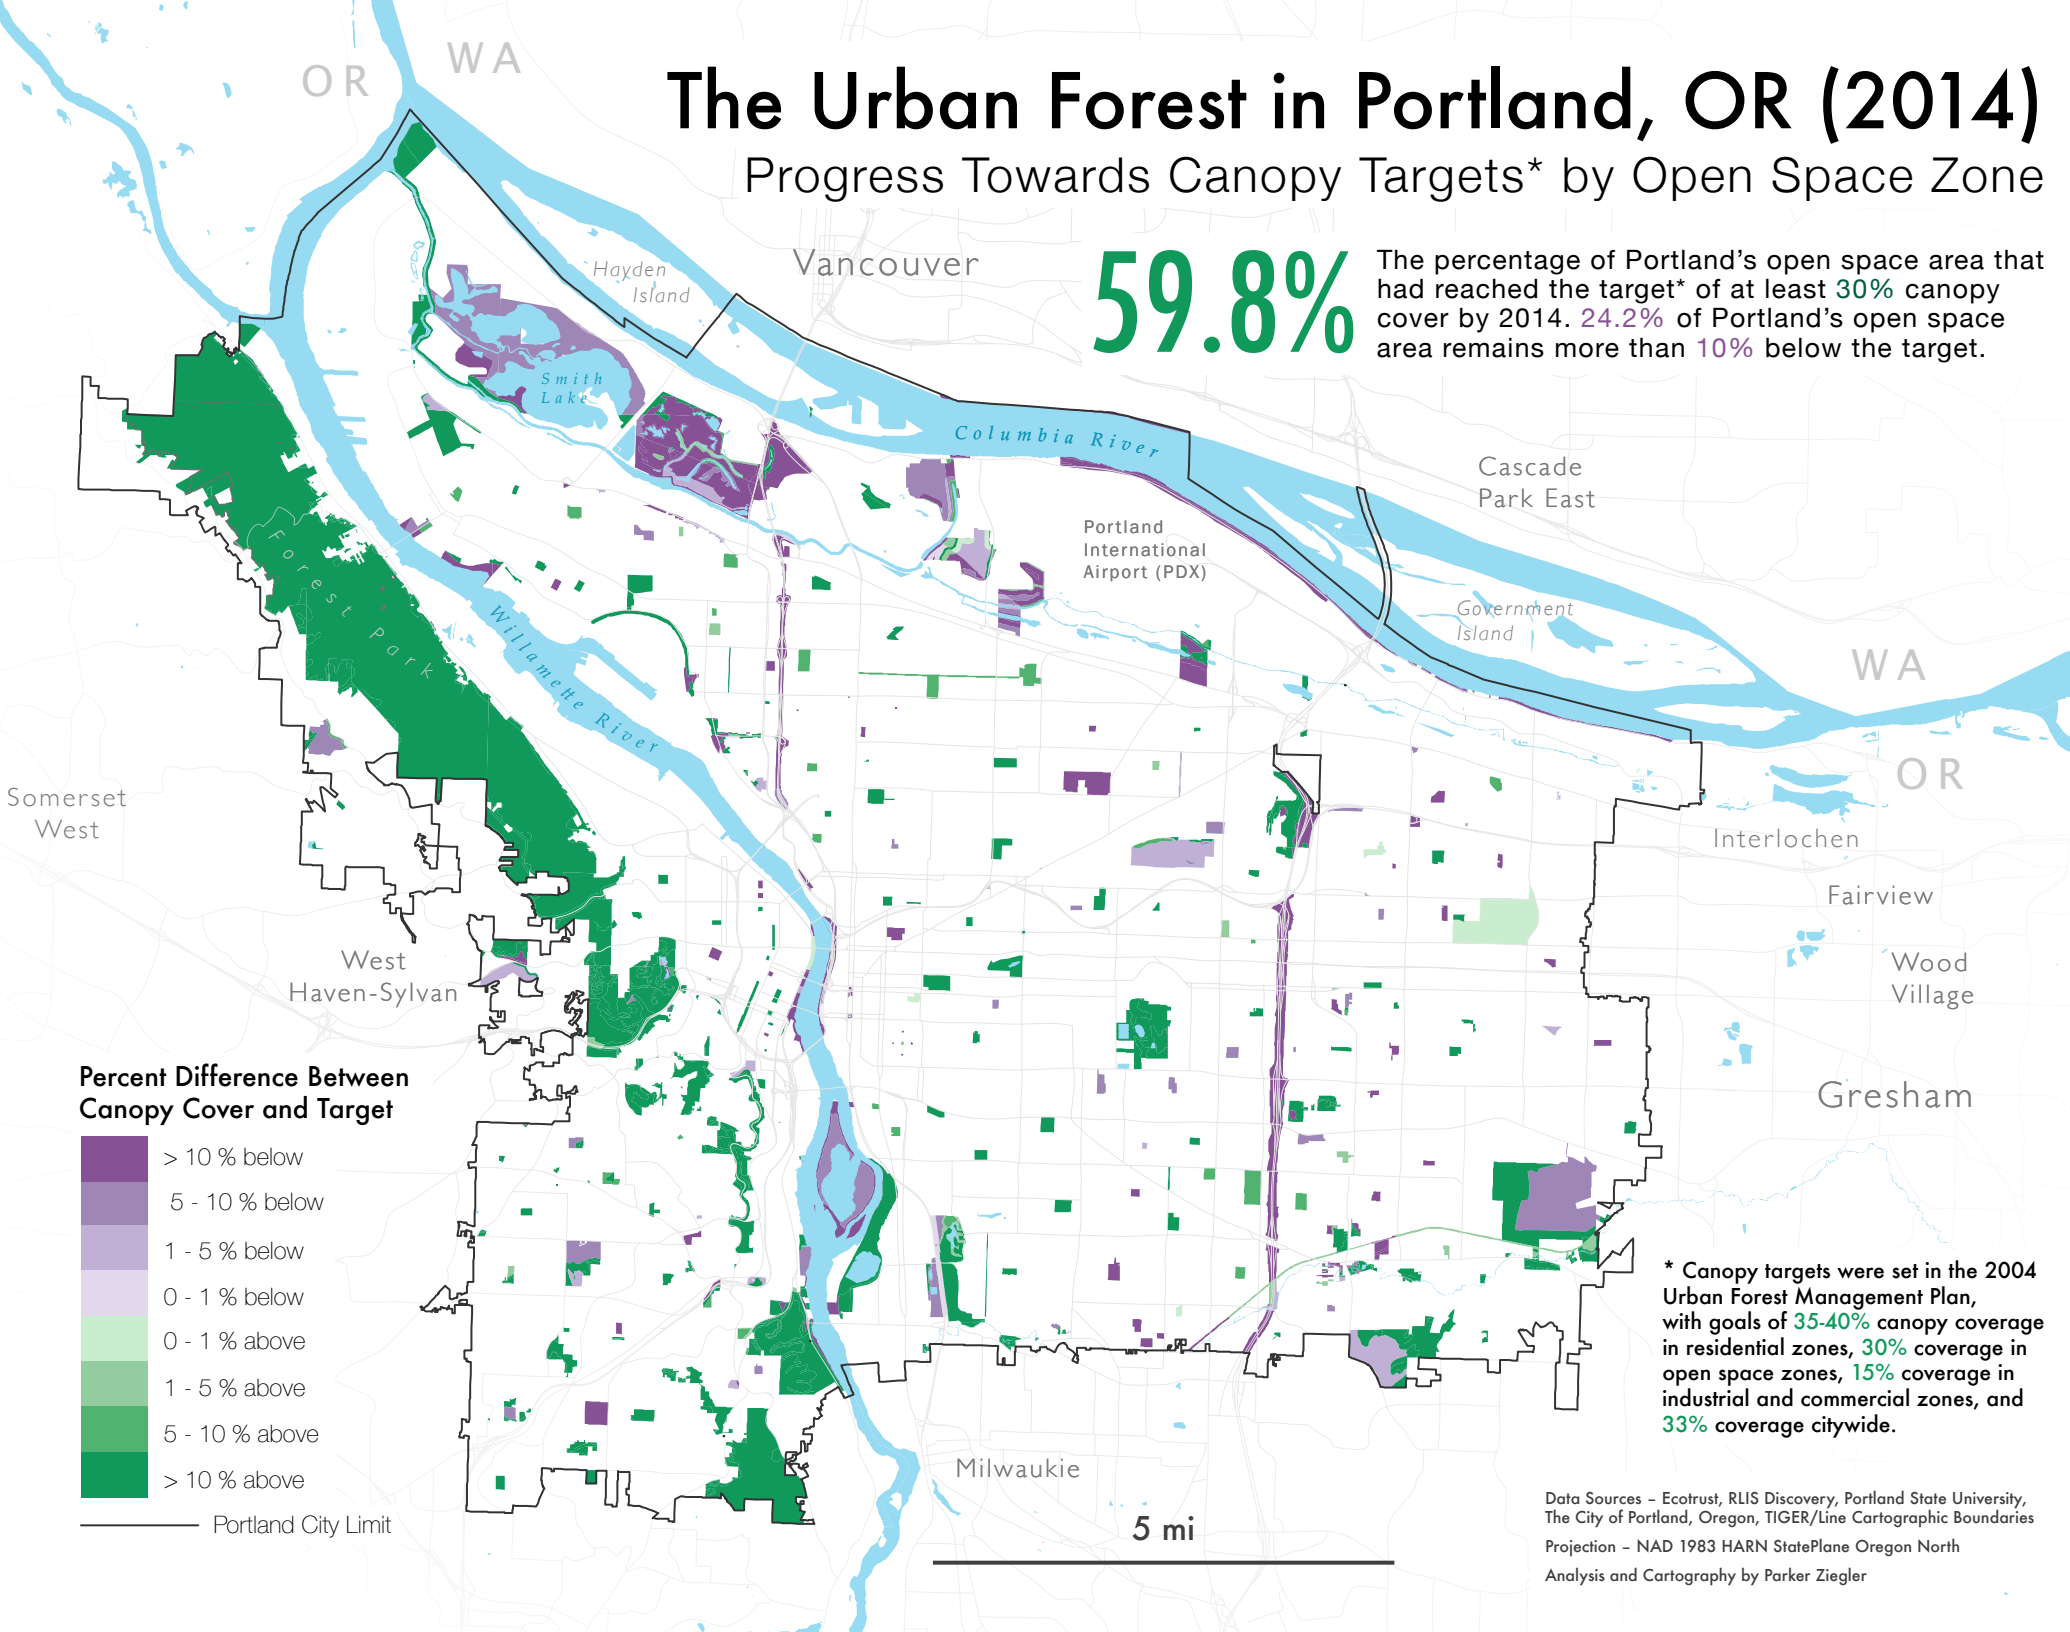 OR
WA
The Urban Forest in Portland, OR (2014)
Progress Towards Canopy Targets* by Open Space Zone
59.8%
The percentage of Portland's open space area that
had reached the target* of at least 30% canopy
cover by 2014. 24.2% of Portland's open space
area remains more than 10% below the target.
Vancouver
Hayden
Island
Smith
Lake
Columbia River
Cascade
Park East
Portland
International
Airport (PDX)
Forest Park
Willamette River
Government
Island
WA
OR
Somerset
West
Interlochen
Fairview
West
Haven-Sylvan
Wood
Village
Gresham
Percent Difference Between
Canopy Cover and Target
> 10 % below
5 - 10 % below
1 - 5 % below
0 - 1 % below
0 - 1 % above
1 - 5 % above
5 - 10 % above
> 10 % above
Portland City Limit
* Canopy targets were set in the 2004
Urban Forest Management Plan,
with goals of 35-40% canopy coverage
in residential zones, 30% coverage in
open space zones, 15% coverage in
industrial and commercial zones, and
33% coverage citywide.
Milwaukie
5 mi
Data Sources – Ecotrust, RLIS Discovery, Portland State University,
The City of Portland, Oregon, TIGER/Line Cartographic Boundaries
Projection – NAD 1983 HARN StatePlane Oregon North
Analysis and Cartography by Parker Ziegler